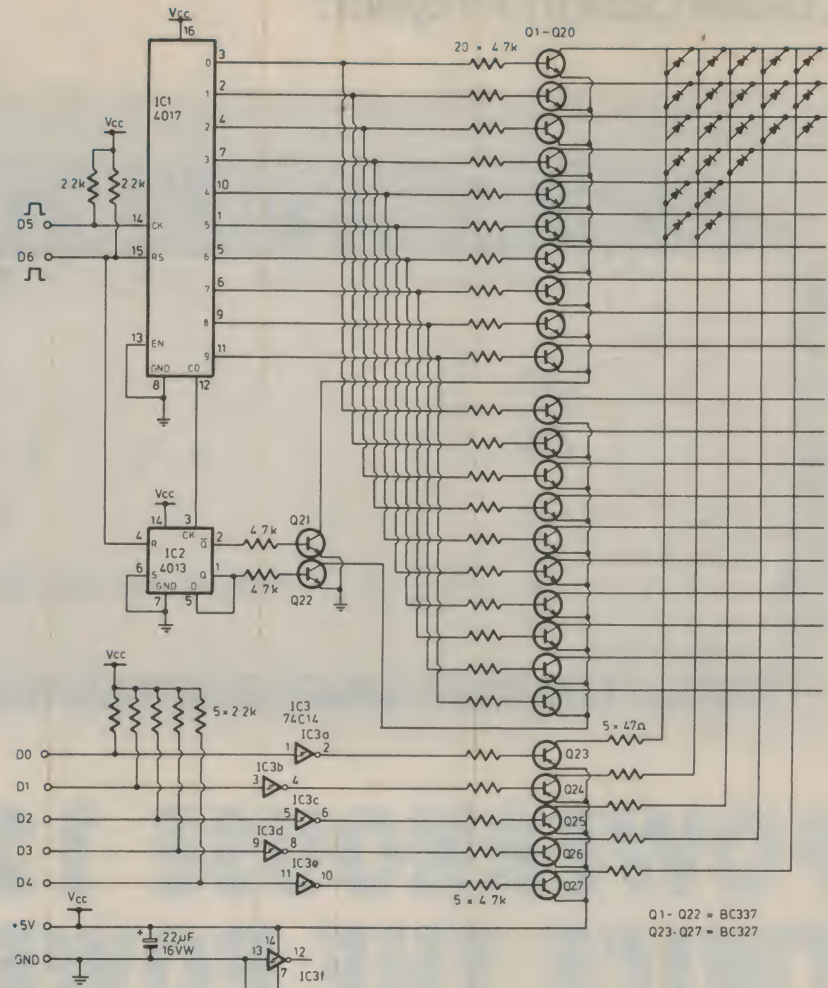 Vcc
16
Q1-Q20
20 × 4.7k
IC1
4017
0 3
1 2
2 4
3 7
4 10
5 1
6 5
7 6
8 9
9 11
Vcc
2.2k 2.2k
D5 14 CK
D6 15 RS
13 EN
GND CO
8 12
Vcc
14 3
CK
4 R Q 2
IC2
4013
6 S Q 1
GND D
7 5
4.7k Q21
4.7k Q22
Vcc
5 × 2.2k
IC3
74C14
IC3a
D0 1 2
IC3b
D1 3 4
IC3c
D2 5 6
IC3d
D3 9 8
IC3e
D4 11 10
5 × 4.7k
5 × 47Ω
Q23
Q24
Q25
Q26
Q27
Vcc
+5V
22µF
16VW
GND
14
13 12
7
IC3f
Q1-Q22 = BC337
Q23-Q27 = BC327